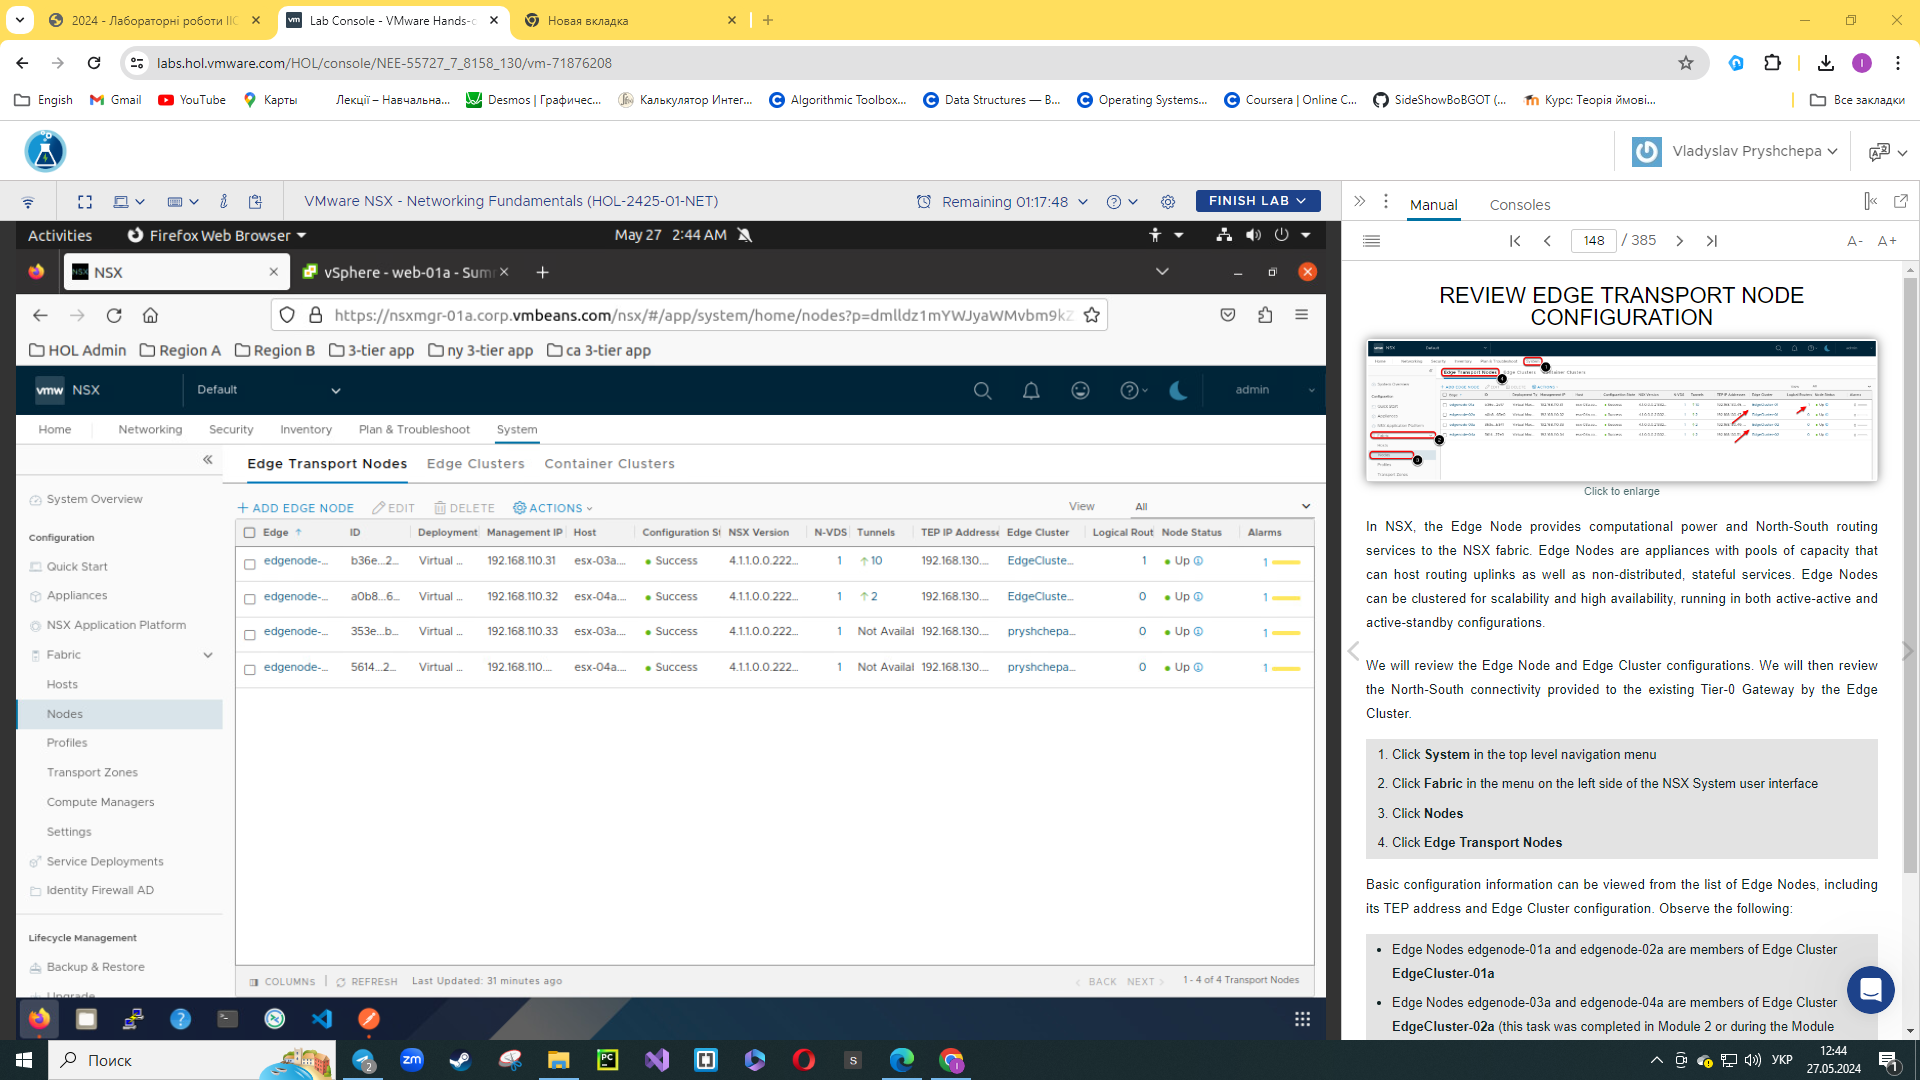 2024 - Лабораторні роботи ІІС
Lab Console - VMware Hands-o
Новая вкладка
labs.hol.vmware.com/HOL/console/NEE-55727_7_8158_130/vm-71876208
Engish
Gmail
YouTube
Карты
Лекції – Навчальна...
Desmos | Графичес...
Калькулятор Интег...
Algorithmic Toolbox...
Data Structures — B...
Operating Systems...
Coursera | Online C...
SideShowBoBGOT (...
Курс: Теорія ймові...
Все закладки
Vladyslav Pryshchepa
VMware NSX - Networking Fundamentals (HOL-2425-01-NET)
Remaining 01:17:48
FINISH LAB
Manual
Consoles
Activities
Firefox Web Browser
May 27 2:44 AM
148 / 385
A-
A+
NSX
vSphere - web-01a - Sum
https://nsxmgr-01a.corp.vmbeans.com/nsx/#/app/system/home/nodes?p=dmlldz1mYWJyaWMvbm9kZ
HOL Admin
Region A
Region B
3-tier app
ny 3-tier app
ca 3-tier app
vmw NSX
Default
admin
Home
Networking
Security
Inventory
Plan & Troubleshoot
System
Edge Transport Nodes
Edge Clusters
Container Clusters
System Overview
Configuration
Quick Start
Appliances
NSX Application Platform
Fabric
Hosts
Nodes
Profiles
Transport Zones
Compute Managers
Settings
Service Deployments
Identity Firewall AD
Lifecycle Management
Backup & Restore
Upgrade
ADD EDGE NODE
EDIT
DELETE
ACTIONS
View
All
Edge ID Deployment Management IP Host Configuration St NSX Version N-VDS Tunnels TEP IP Addresse Edge Cluster Logical Rout Node Status Alarms
edgenode-... b36e...2... Virtual ... 192.168.110.31 esx-03a.... Success 4.1.1.0.0.222... 1 10 192.168.130.... EdgeCluste... 1 Up 1
edgenode-... a0b8...6... Virtual ... 192.168.110.32 esx-04a.... Success 4.1.1.0.0.222... 1 2 192.168.130.... EdgeCluste... 0 Up 1
edgenode-... 353e...b... Virtual ... 192.168.110.33 esx-03a.... Success 4.1.1.0.0.222... 1 Not Availal 192.168.130.... pryshchepa... 0 Up 1
edgenode-... 5614...2... Virtual ... 192.168.110.... esx-04a.... Success 4.1.1.0.0.222... 1 Not Availal 192.168.130.... pryshchepa... 0 Up 1
COLUMNS
REFRESH
Last Updated: 31 minutes ago
BACK
NEXT
1 - 4 of 4 Transport Nodes
REVIEW EDGE TRANSPORT NODE
CONFIGURATION
Click to enlarge
In NSX, the Edge Node provides computational power and North-South routing
services to the NSX fabric. Edge Nodes are appliances with pools of capacity that
can host routing uplinks as well as non-distributed, stateful services. Edge Nodes
can be clustered for scalability and high availability, running in both active-active and
active-standby configurations.
We will review the Edge Node and Edge Cluster configurations. We will then review
the North-South connectivity provided to the existing Tier-0 Gateway by the Edge
Cluster.
1. Click System in the top level navigation menu
2. Click Fabric in the menu on the left side of the NSX System user interface
3. Click Nodes
4. Click Edge Transport Nodes
Basic configuration information can be viewed from the list of Edge Nodes, including
its TEP address and Edge Cluster configuration. Observe the following:
• Edge Nodes edgenode-01a and edgenode-02a are members of Edge Cluster
EdgeCluster-01a
• Edge Nodes edgenode-03a and edgenode-04a are members of Edge Cluster
EdgeCluster-02a (this task was completed in Module 2 or during the Module
Поиск
УКР
12:44
27.05.2024